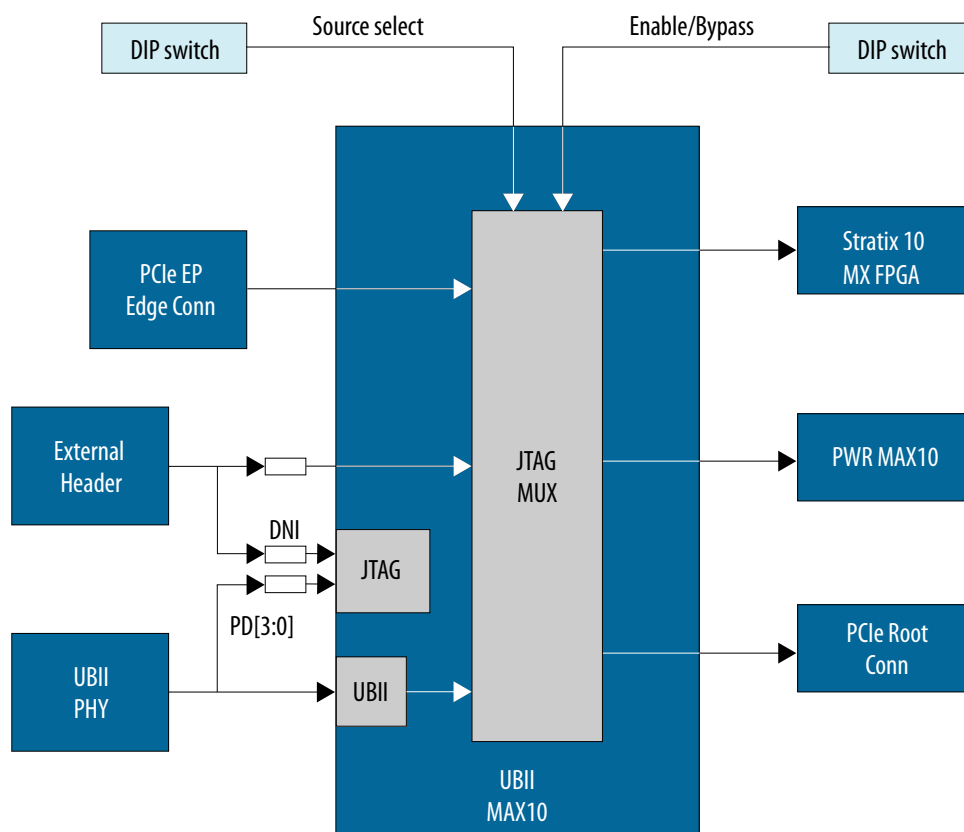 Source select
Enable/Bypass
DIP switch
DIP switch
Stratix 10
MX FPGA
PCIe EP
Edge Conn
External
Header
JTAG
MUX
PWR MAX10
DNI
JTAG
PD[3:0]
PCIe Root
Conn
UBII
PHY
UBII
UBII
MAX10